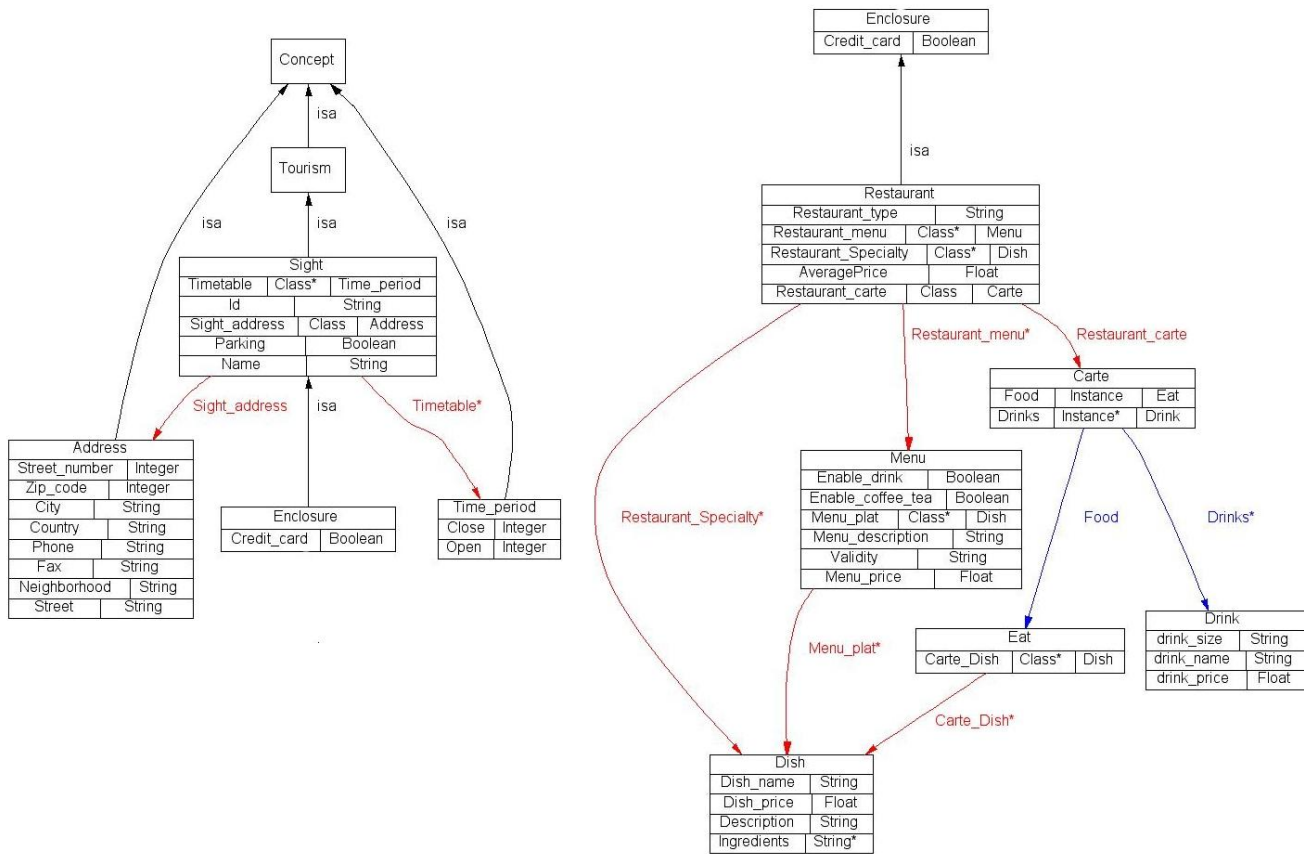 Concept
isa
Tourism
isa
isa
isa
Sight
Timetable Class* Time_period
Id String
Sight_address Class Address
Parking Boolean
Name String
Sight_address
isa
Timetable*
Address
Street_number Integer
Zip_code Integer
City String
Country String
Phone String
Fax String
Neighborhood String
Street String
Enclosure
Credit_card Boolean
Time_period
Close Integer
Open Integer
Enclosure
Credit_card Boolean
isa
Restaurant
Restaurant_type String
Restaurant_menu Class* Menu
Restaurant_Specialty Class* Dish
AveragePrice Float
Restaurant_carte Class Carte
Restaurant_menu*
Restaurant_carte
Carte
Food Instance Eat
Drinks Instance* Drink
Menu
Enable_drink Boolean
Enable_coffee_tea Boolean
Menu_plat Class* Dish
Menu_description String
Validity String
Menu_price Float
Restaurant_Specialty*
Food
Drinks*
Eat
Carte_Dish Class* Dish
Drink
drink_size String
drink_name String
drink_price Float
Menu_plat*
Carte_Dish*
Dish
Dish_name String
Dish_price Float
Description String
Ingredients String*